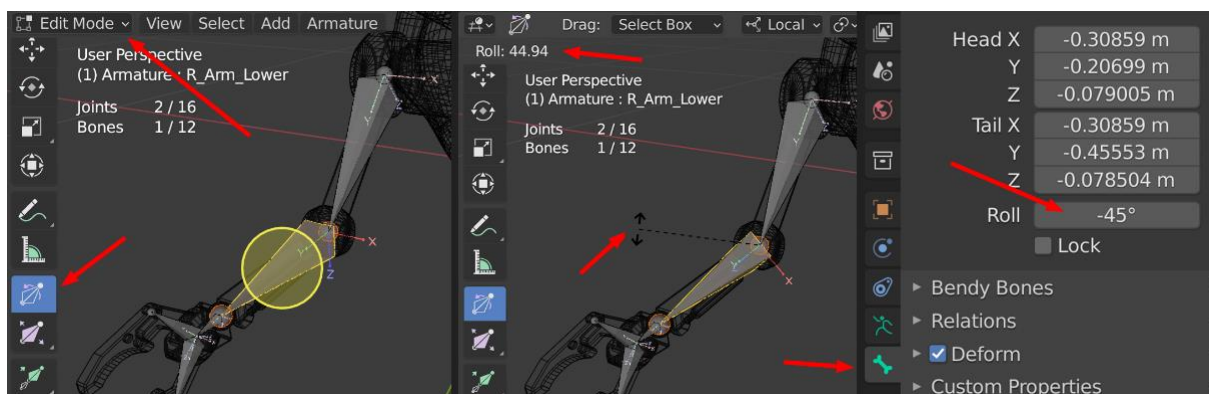 Edit Mode View Select Add Armature
User Perspective
(1) Armature : R_Arm_Lower
Joints 2 / 16
Bones 1 / 12
X
Y
Z
Drag: Select Box Local
Roll: 44.94
User Perspective
(1) Armature : R_Arm_Lower
Joints 2 / 16
Bones 1 / 12
X
Y
Head X -0.30859 m
Y -0.20699 m
Z -0.079005 m
Tail X -0.30859 m
Y -0.45553 m
Z -0.078504 m
Roll -45°
Lock
Bendy Bones
Relations
Deform
Custom Properties